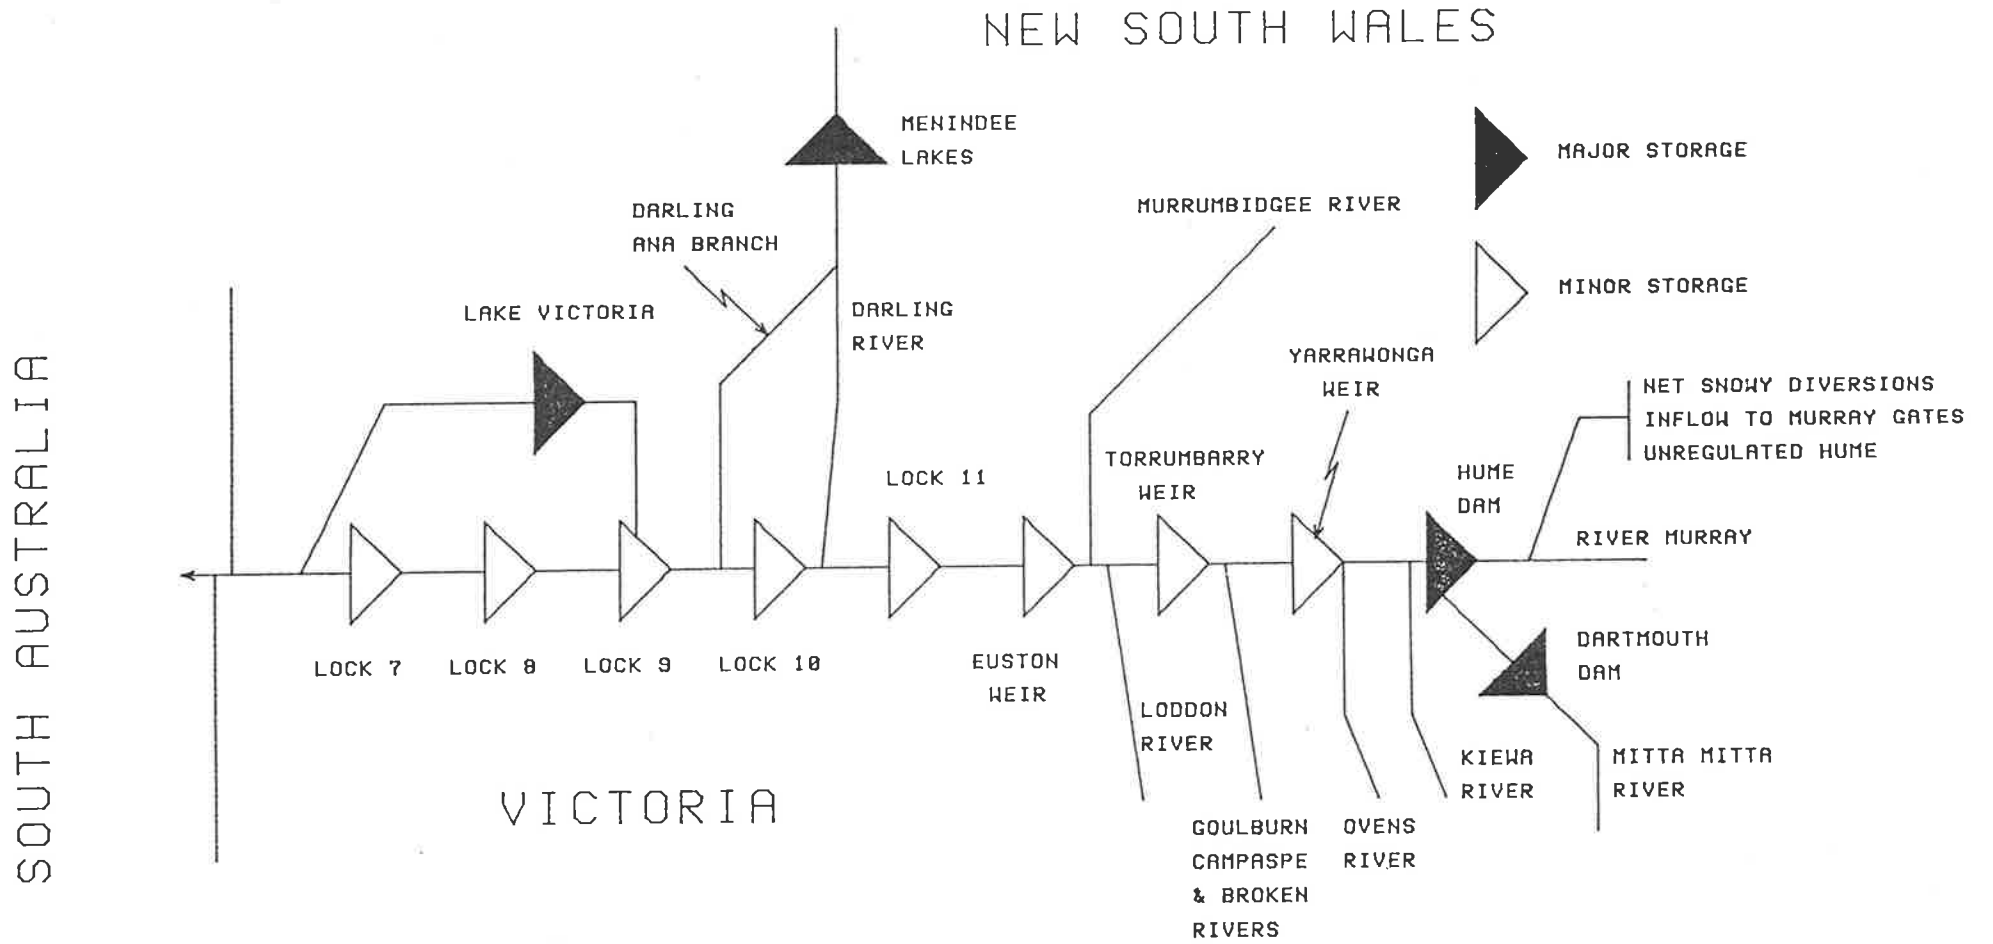 NEW SOUTH WALES
MENINDEE
LAKES
MAJOR STORAGE
DARLING
ANA BRANCH
MURRUMBIDGEE RIVER
MINOR STORAGE
LAKE VICTORIA
DARLING
RIVER
YARRAWONGA
WEIR
NET SNOWY DIVERSIONS
INFLOW TO MURRAY GATES
UNREGULATED HUME
SOUTH AUSTRALIA
LOCK 11
TORRUMBARRY
WEIR
HUME
DAM
RIVER MURRAY
LOCK 7
LOCK 8
LOCK 9
LOCK 10
EUSTON
WEIR
DARTMOUTH
DAM
LODDON
RIVER
KIEWA
RIVER
MITTA MITTA
RIVER
VICTORIA
GOULBURN
CAMPASPE
& BROKEN
RIVERS
OVENS
RIVER